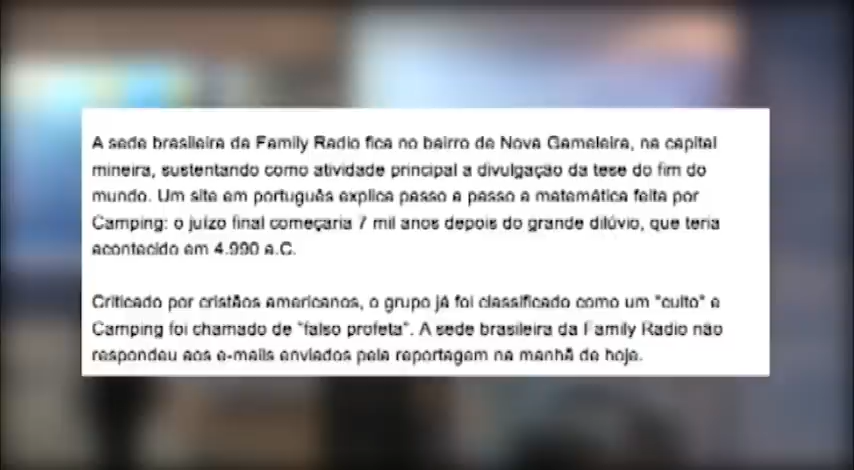 A sede brasileira da Family Radio fica no bairro de Nova Gameleira, na capital
mineira, sustentando como atividade principal a divulgação da tese do fim do
mundo. Um site em português explica passo a passo a matemática feita por
Camping: o juízo final começaria 7 mil anos depois do grande dilúvio, que teria
acontecido em 4.990 a.C.
Criticado por cristãos americanos, o grupo já foi classificado como um "culto" e
Camping foi chamado de "falso profeta". A sede brasileira da Family Radio não
respondeu aos e-mails enviados pela reportagem na manhã de hoje.